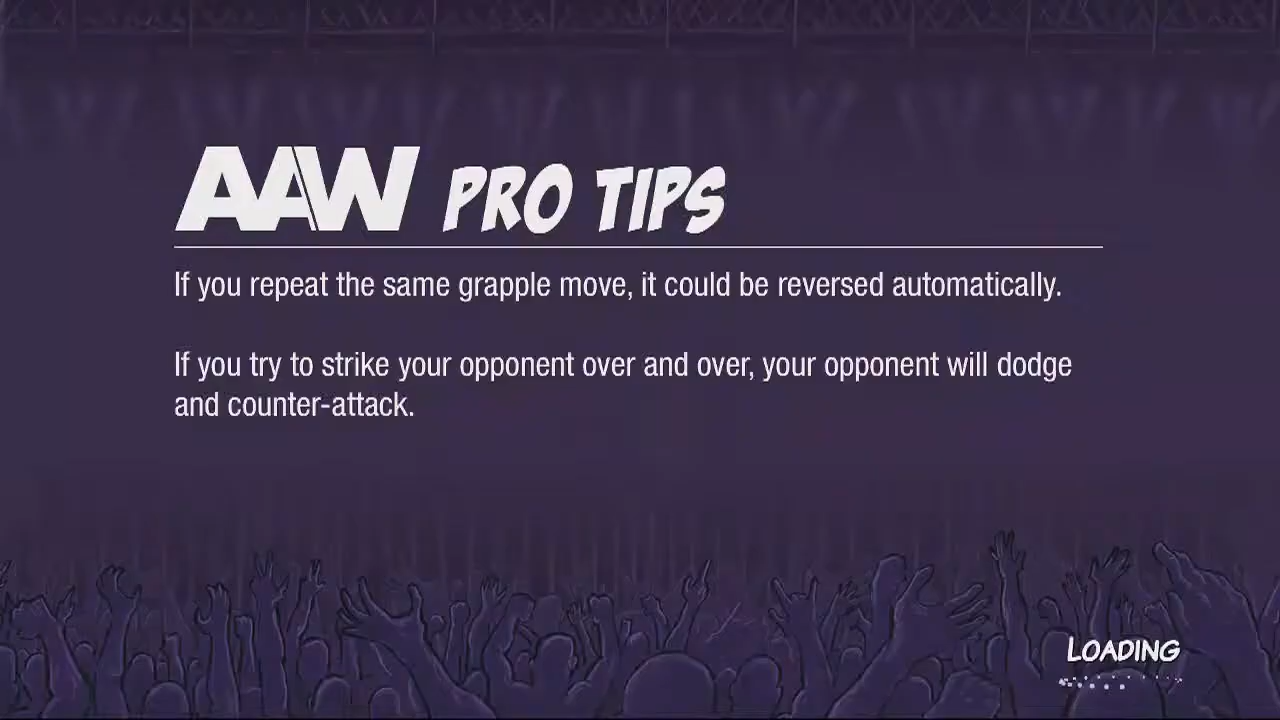 AAW PRO TIPS
If you repeat the same grapple move, it could be reversed automatically.
If you try to strike your opponent over and over, your opponent will dodge
and counter-attack.
LOADING